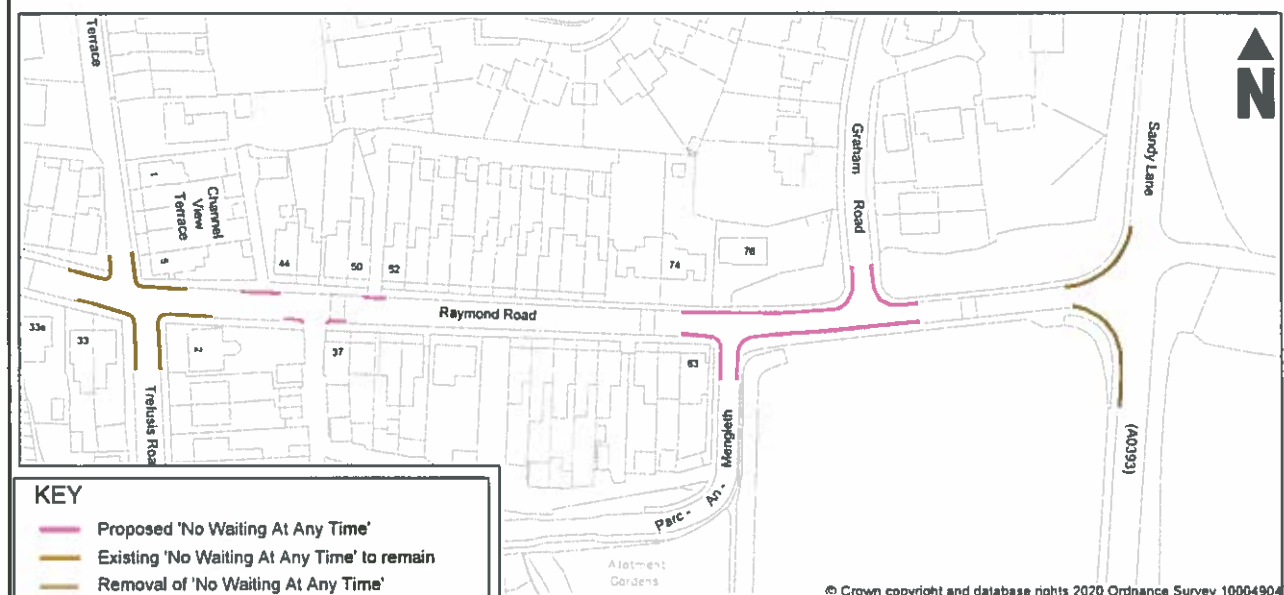 Terrace
N
Graham Road
Sandy Lane
1
Channel View Terrace
44
50
52
74
76
Raymond Road
33a
33
37
63
Trefusis Road
Mengleth
Parc - An -
(A0393)
Allotment
Gardens
KEY
Proposed 'No Waiting At Any Time'
Existing 'No Waiting At Any Time' to remain
Removal of 'No Waiting At Any Time'
© Crown copyright and database rights 2020 Ordnance Survey 10004904